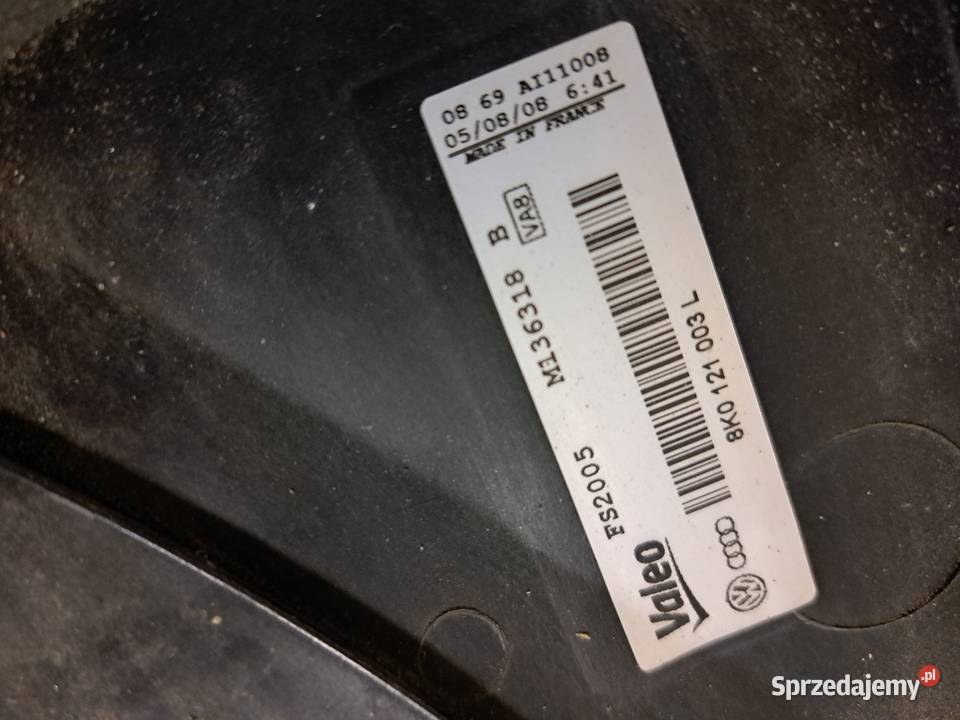 08 69 AI11008
05/08/08 6:41
MADE IN FRANCE
Valeo
FS2005 M136318 B VA8
8K0 121 003 L
Sprzedajemy.pl